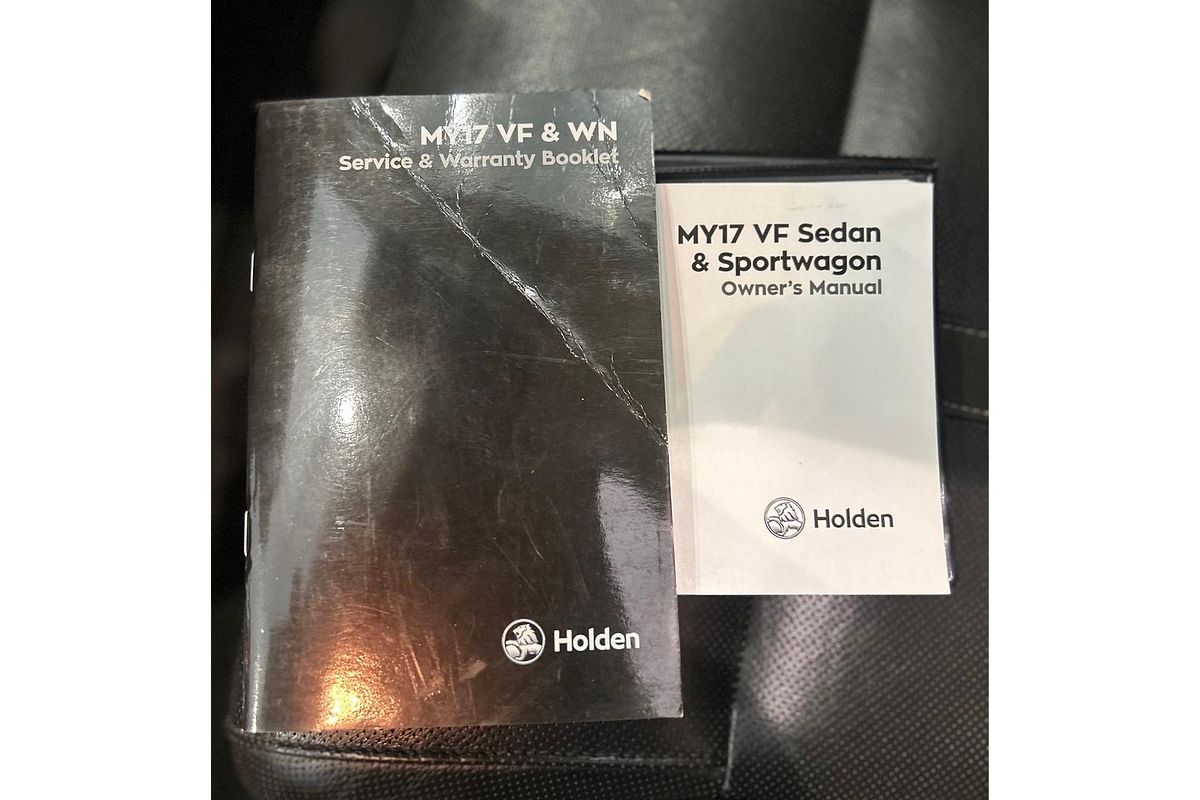 MY17 VF & WN
Service & Warranty Booklet
Holden
MY17 VF Sedan
& Sportwagon
Owner's Manual
Holden